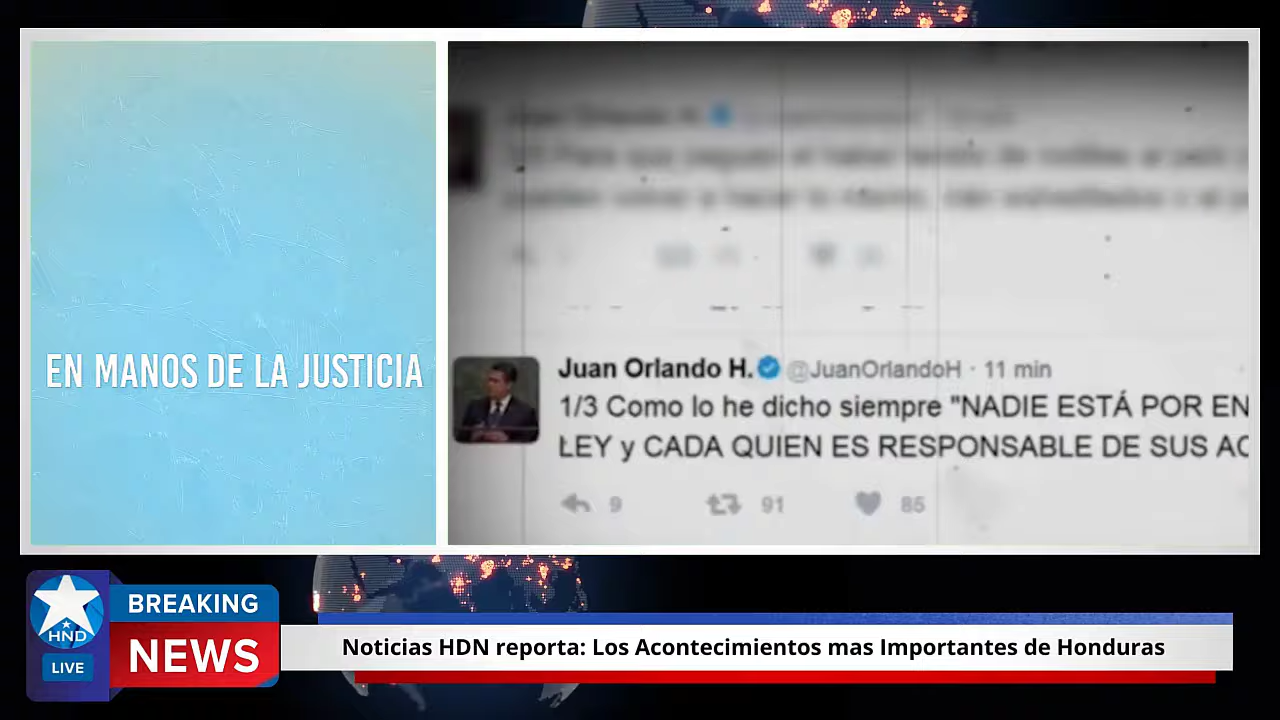 EN MANOS DE LA JUSTICIA
Juan Orlando H. @JuanOrlandoH · 11 min
1/3 Como lo he dicho siempre "NADIE ESTÁ POR EN
LEY y CADA QUIEN ES RESPONSABLE DE SUS AC
9 91 85
HND
LIVE
BREAKING
NEWS
Noticias HDN reporta: Los Acontecimientos mas Importantes de Honduras